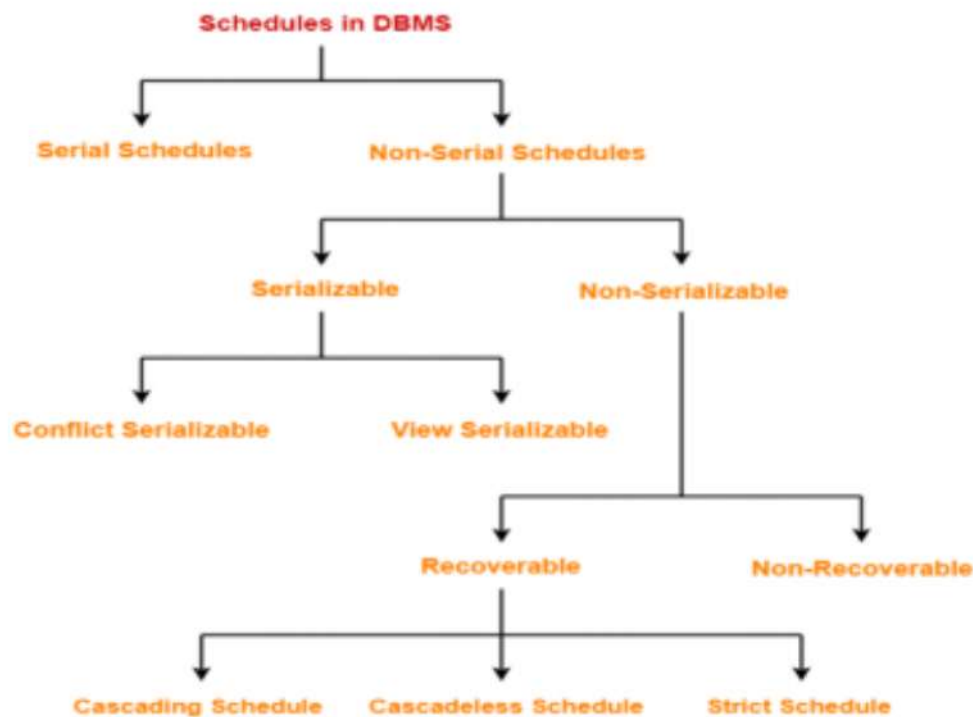 Schedules in DBMS
Serial Schedules
Non-Serial Schedules
Serializable
Non-Serializable
Conflict Serializable
View Serializable
Recoverable
Non-Recoverable
Cascading Schedule
Cascadeless Schedule
Strict Schedule